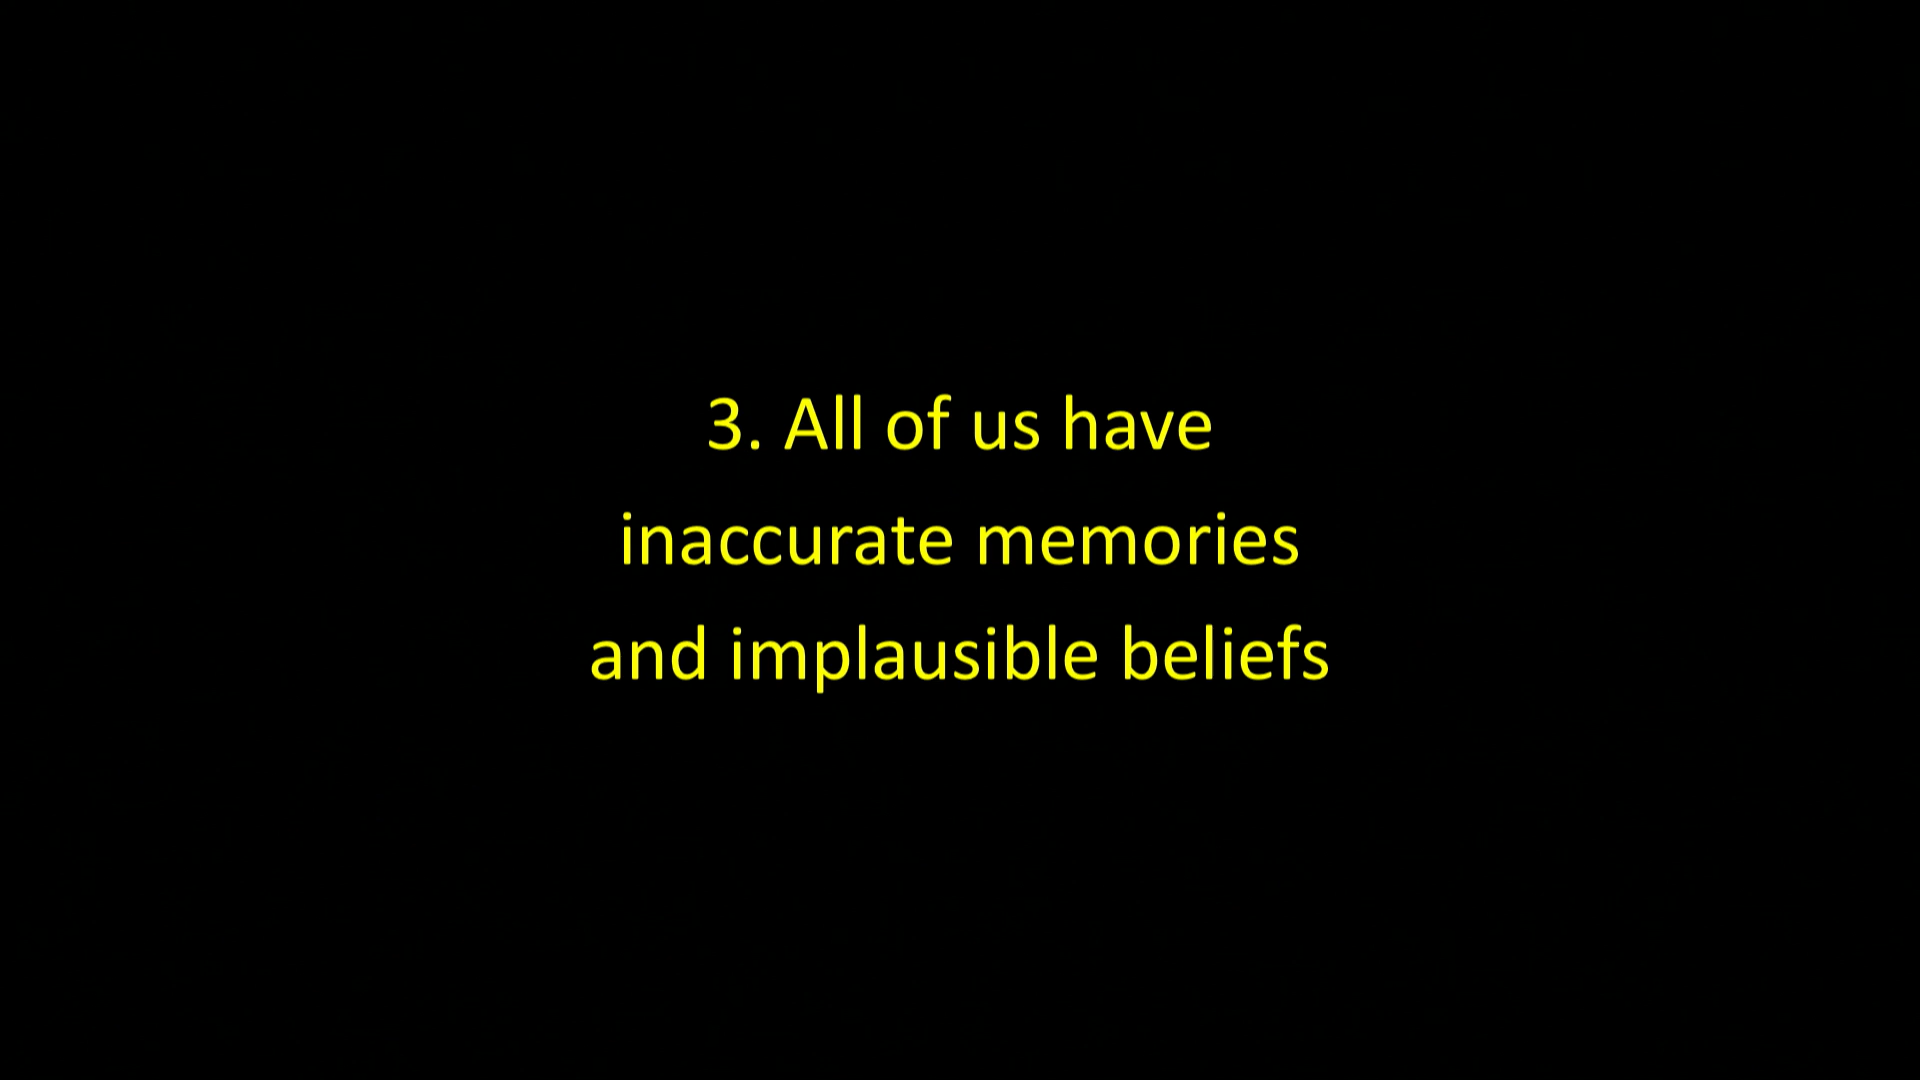 3. All of us have
inaccurate memories
and implausible beliefs